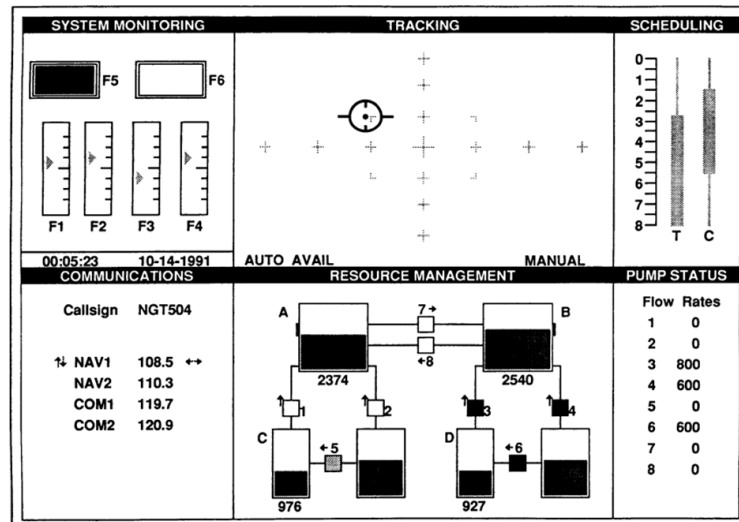 SYSTEM MONITORING
F5
F6
F1 F2 F3 F4
00:05:23 10-14-1991
TRACKING
AUTO AVAIL MANUAL
SCHEDULING
0
1
2
3
4
5
6
7
8
T C
COMMUNICATIONS
Callsign NGT504
↑↓ NAV1 108.5 ↔
NAV2 110.3
COM1 119.7
COM2 120.9
RESOURCE MANAGEMENT
A 7→ B
←8
2374 2540
↑ 1 ↑ 2 ↑ 3 ↑ 4
C ←5 D ←6
976 927
PUMP STATUS
Flow Rates
1 0
2 0
3 800
4 600
5 0
6 600
7 0
8 0